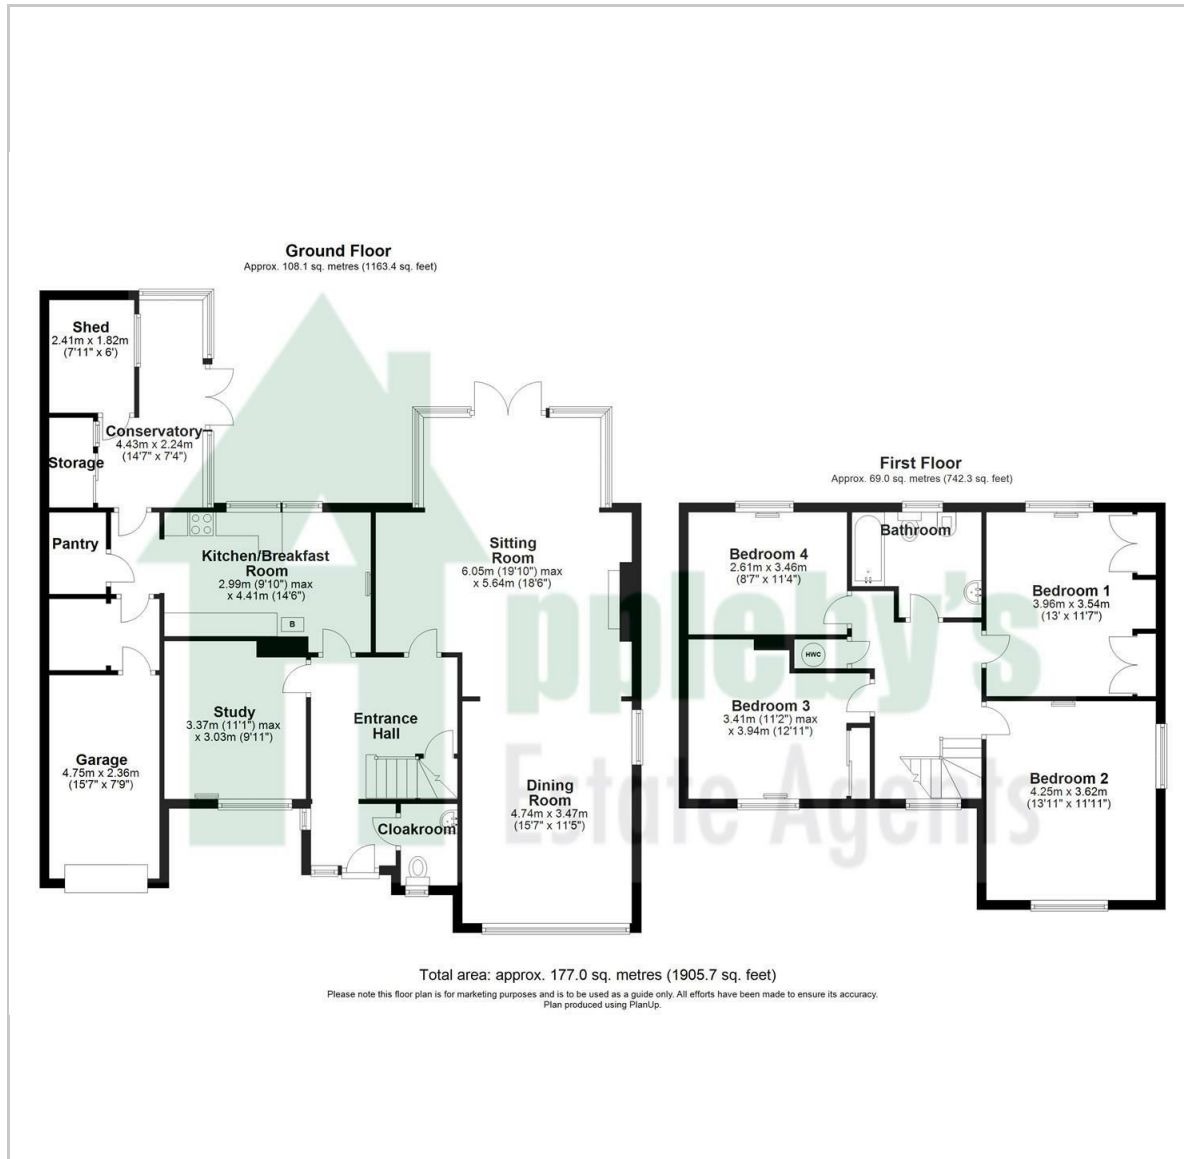 Ground Floor
Approx. 108.1 sq. metres (1163.4 sq. feet)
Shed
2.41m x 1.82m
(7'11" x 6')
Conservatory
4.43m x 2.24m
(14'7" x 7'4")
Storage
Pantry
Kitchen/Breakfast
Room
2.99m (9'10") max
x 4.41m (14'6")
B
Sitting
Room
6.05m (19'10") max
x 5.64m (18'6")
Study
3.37m (11'1") max
x 3.03m (9'11")
Entrance
Hall
Garage
4.75m x 2.36m
(15'7" x 7'9")
Cloakroom
Dining
Room
4.74m x 3.47m
(15'7" x 11'5")
First Floor
Approx. 69.0 sq. metres (742.3 sq. feet)
Bedroom 4
2.61m x 3.46m
(8'7" x 11'4")
Bathroom
Bedroom 1
3.96m x 3.54m
(13' x 11'7")
HWC
Bedroom 3
3.41m (11'2") max
x 3.94m (12'11")
Bedroom 2
4.25m x 3.62m
(13'11" x 11'11")
ppleby's
Estate Agents
Total area: approx. 177.0 sq. metres (1905.7 sq. feet)
Please note this floor plan is for marketing purposes and is to be used as a guide only. All efforts have been made to ensure its accuracy.
Plan produced using PlanUp.